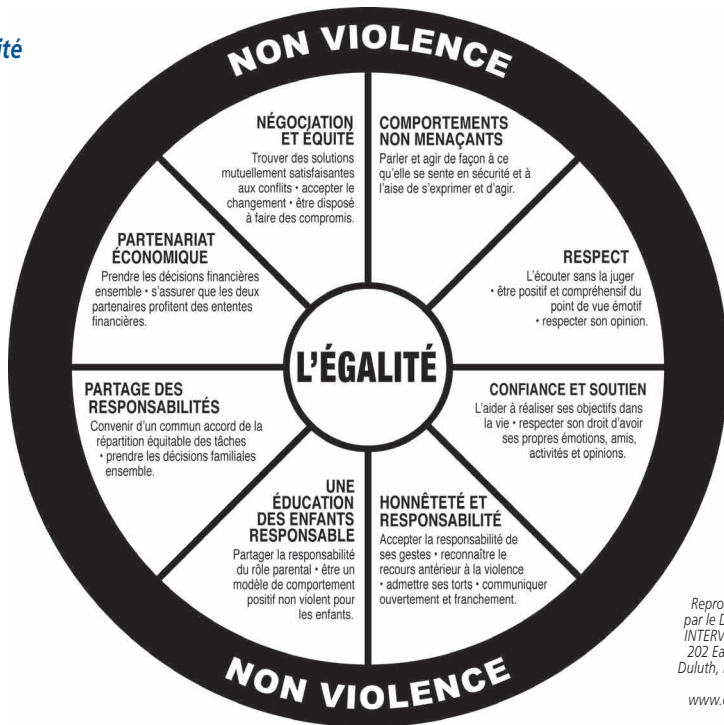 ité
NON VIOLENCE
NÉGOCIATION
ET ÉQUITÉ
Trouver des solutions
mutuellement satisfaisantes
aux conflits • accepter le
changement • être disposé
à faire des compromis.
COMPORTEMENTS
NON MENAÇANTS
Parler et agir de façon à ce
qu'elle se sente en sécurité et à
l'aise de s'exprimer et d'agir.
PARTENARIAT
ÉCONOMIQUE
Prendre les décisions financières
ensemble • s'assurer que les deux
partenaires profitent des ententes
financières.
RESPECT
L'écouter sans la juger
• être positif et compréhensif du
point de vue émotif
• respecter son opinion.
L'ÉGALITÉ
PARTAGE DES
RESPONSABILITÉS
Convenir d'un commun accord de la
répartition équitable des tâches
• prendre les décisions familiales
ensemble.
CONFIANCE ET SOUTIEN
L'aider à réaliser ses objectifs dans
la vie • respecter son droit d'avoir
ses propres émotions, amis,
activités et opinions.
UNE
ÉDUCATION
DES ENFANTS
RESPONSABLE
Partager la responsabilité
du rôle parental • être un
modèle de comportement
positif non violent pour
les enfants.
HONNÊTETÉ ET
RESPONSABILITÉ
Accepter la responsabilité de
ses gestes • reconnaître le
recours antérieur à la violence
• admettre ses torts • communiquer
ouvertement et franchement.
NON VIOLENCE
Repro
par le D
INTERV
202 Ea
Duluth,
www.